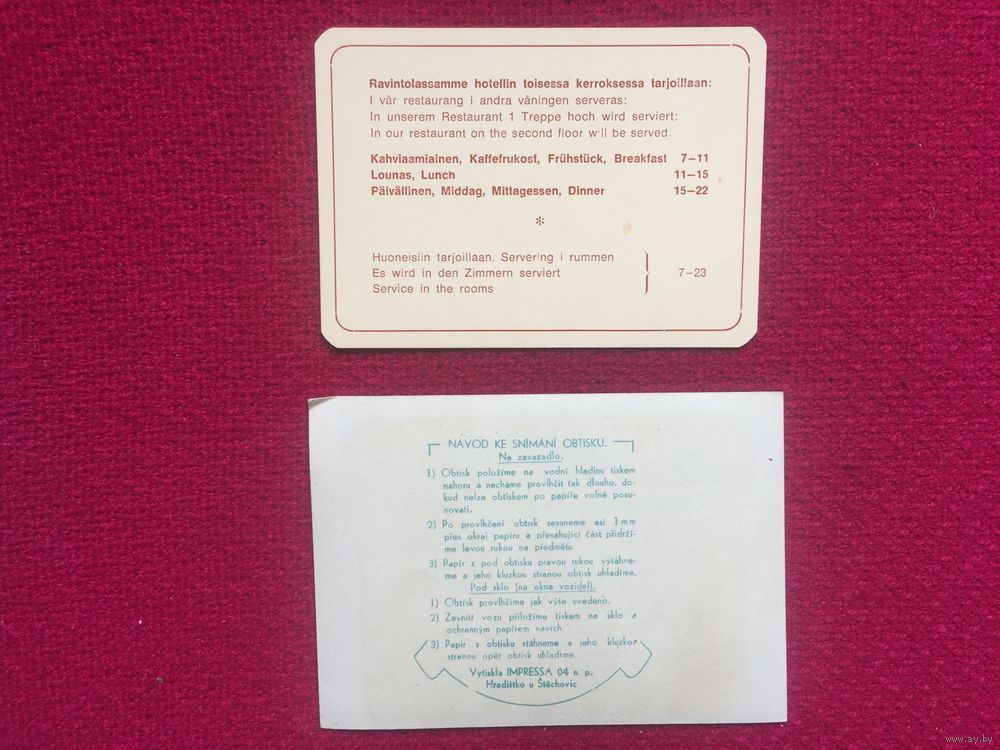 Ravintolassamme hotellin toisessa kerroksessa tarjoillaan:
I vår restaurang i andra våningen serveras:
In unserem Restaurant 1 Treppe hoch wird serviert:
In our restaurant on the second floor will be served:
Kahviaamiainen, Kaffefrukost, Frühstück, Breakfast 7–11
Lounas, Lunch 11–15
Päivällinen, Middag, Mittagessen, Dinner 15–22
*
Huoneisiin tarjoillaan. Servering i rummen
Es wird in den Zimmern serviert 7–23
Service in the rooms
NÁVOD KE SNÍMÁNÍ OBTISKU.
Na zavazadlo.
1) Obtisk položíme na vodní hladinu tiskem
nahoru a necháme provlhčit tak dlouho, do-
kud nelze obtiskem po papíře volně posu-
novati.
2) Po provlhčení obtisk sesuneme asi 1 mm
přes okraj papíru a přesahující část přidrží-
me levou rukou na předmětu.
3) Papír z pod obtisku pravou rukou vytáhne-
me a jeho kluzkou stranou obtisk uhladíme.
Pod sklo (na okna vozidel).
1) Obtisk provlhčíme jak výše uvedeno.
2) Zevnitř vozu přiložíme tiskem na sklo s
ochranným papírem navrch.
3) Papír s obtisku stáhneme a jeho kluzkou
stranou opět obtisk uhladíme.
Vytiskla IMPRESSA 04 n. p.
Hradištko u Štěchovic
www.ay.by